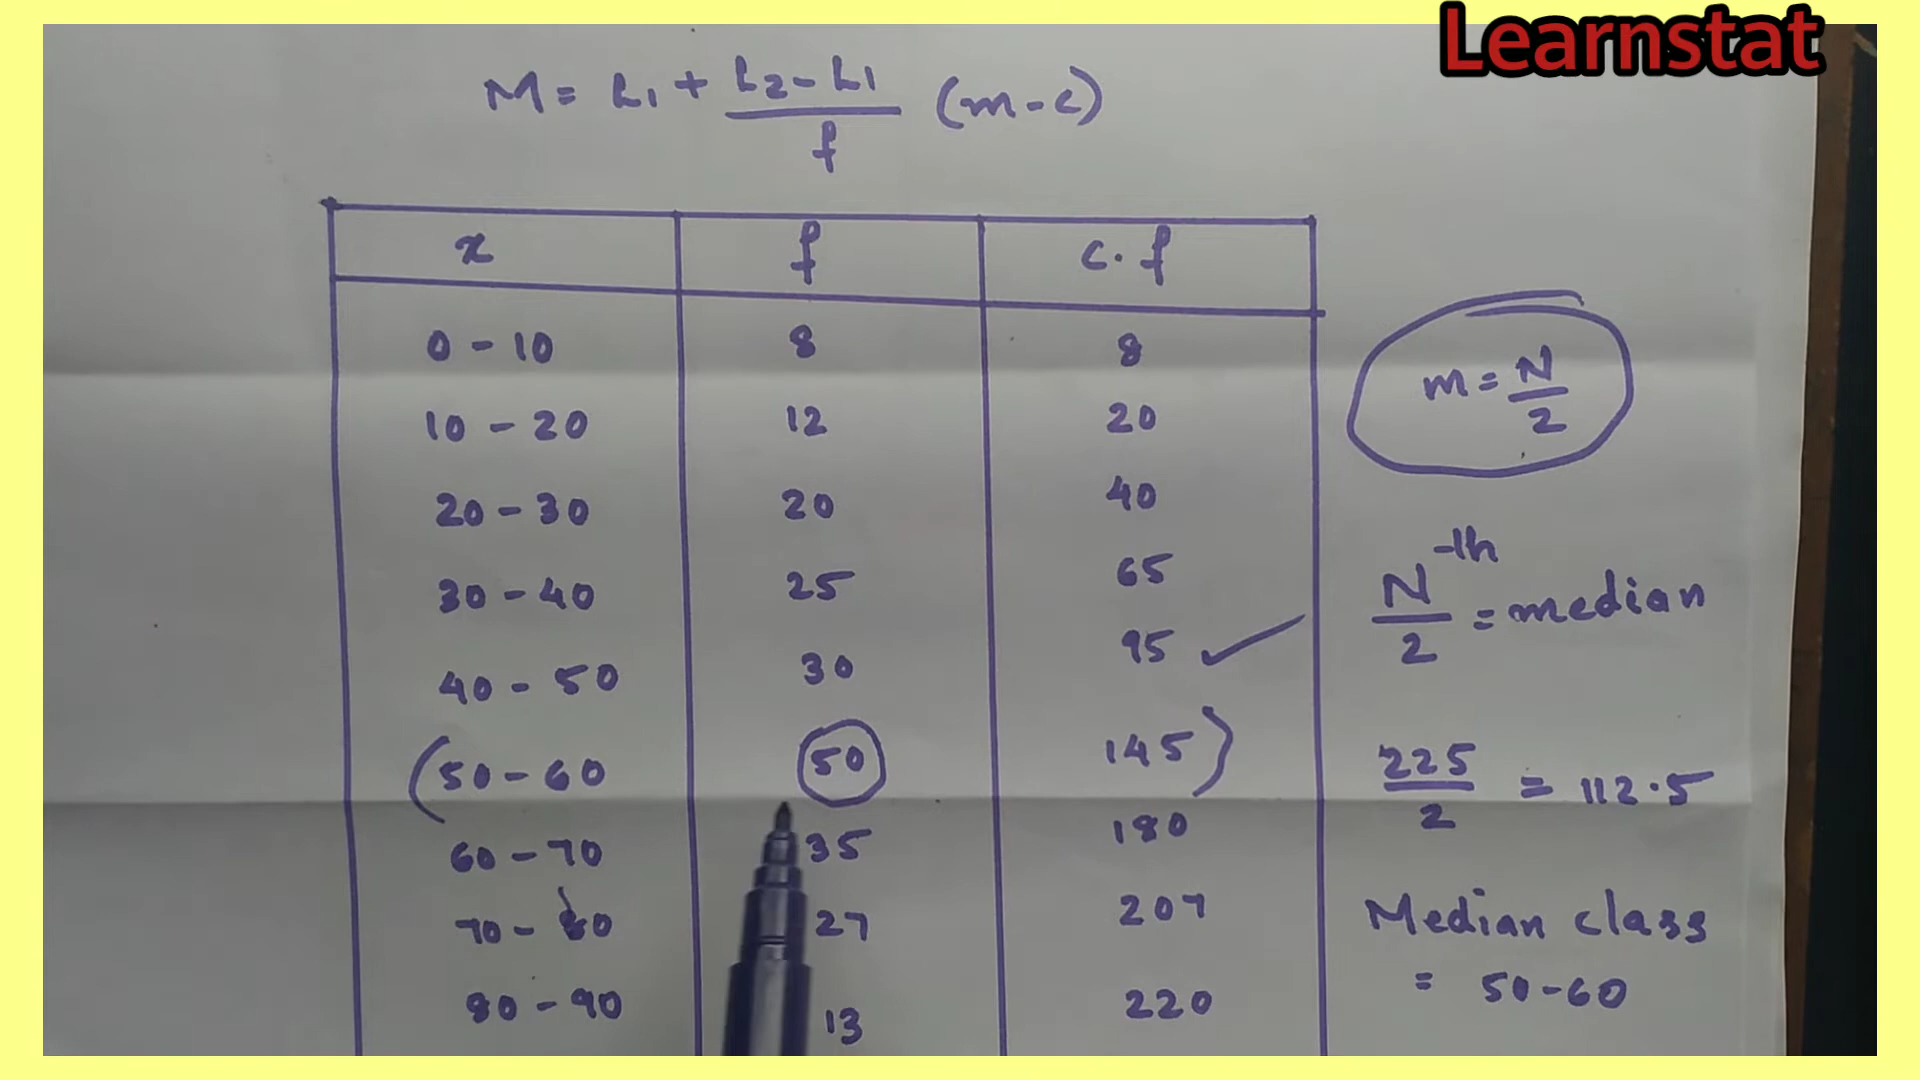 Learnstat
M = L1 + L2 - L1 / f (m - c)
x f c.f
0 - 10 8 8
10 - 20 12 20
20 - 30 20 40
30 - 40 25 65
40 - 50 30 95 ✓
(50 - 60 50 145)
60 - 70 35 180
70 - 80 27 207
80 - 90 13 220
m = N/2
N/2 -th = median
225/2 = 112.5
Median class
= 50-60